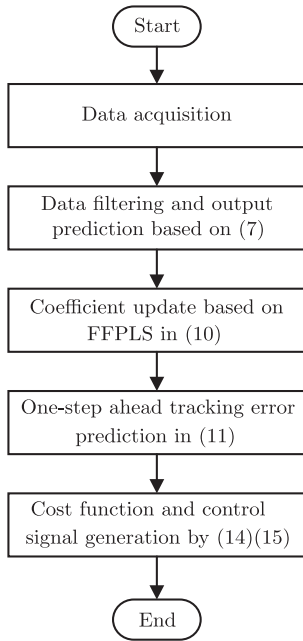 Start
Data acquisition
Data filtering and output
prediction based on (7)
Coefficient update based on
FFPLS in (10)
One-step ahead tracking error
prediction in (11)
Cost function and control
signal generation by (14)(15)
End